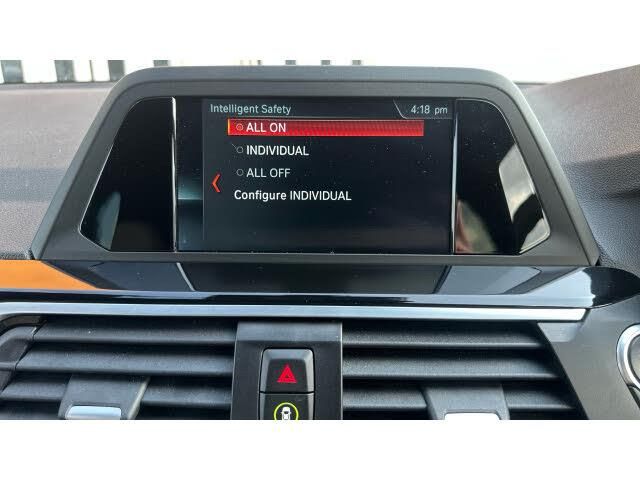 Intelligent Safety 4:18 pm
ALL ON
INDIVIDUAL
ALL OFF
Configure INDIVIDUAL